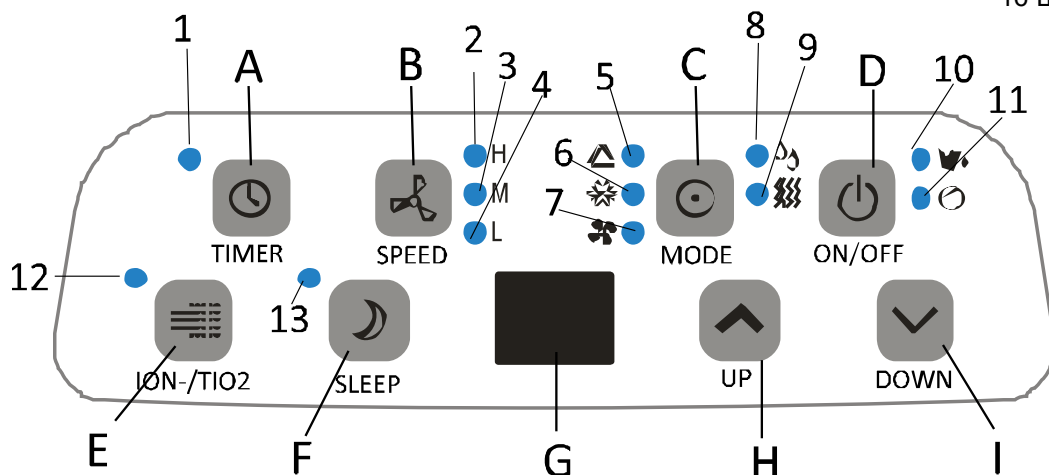 10
1
A
B
2
3
4
5
6
7
C
8
9
D
10
11
H
M
L
TIMER
SPEED
MODE
ON/OFF
12
13
ION-/TIO2
SLEEP
UP
DOWN
E
F
G
H
I